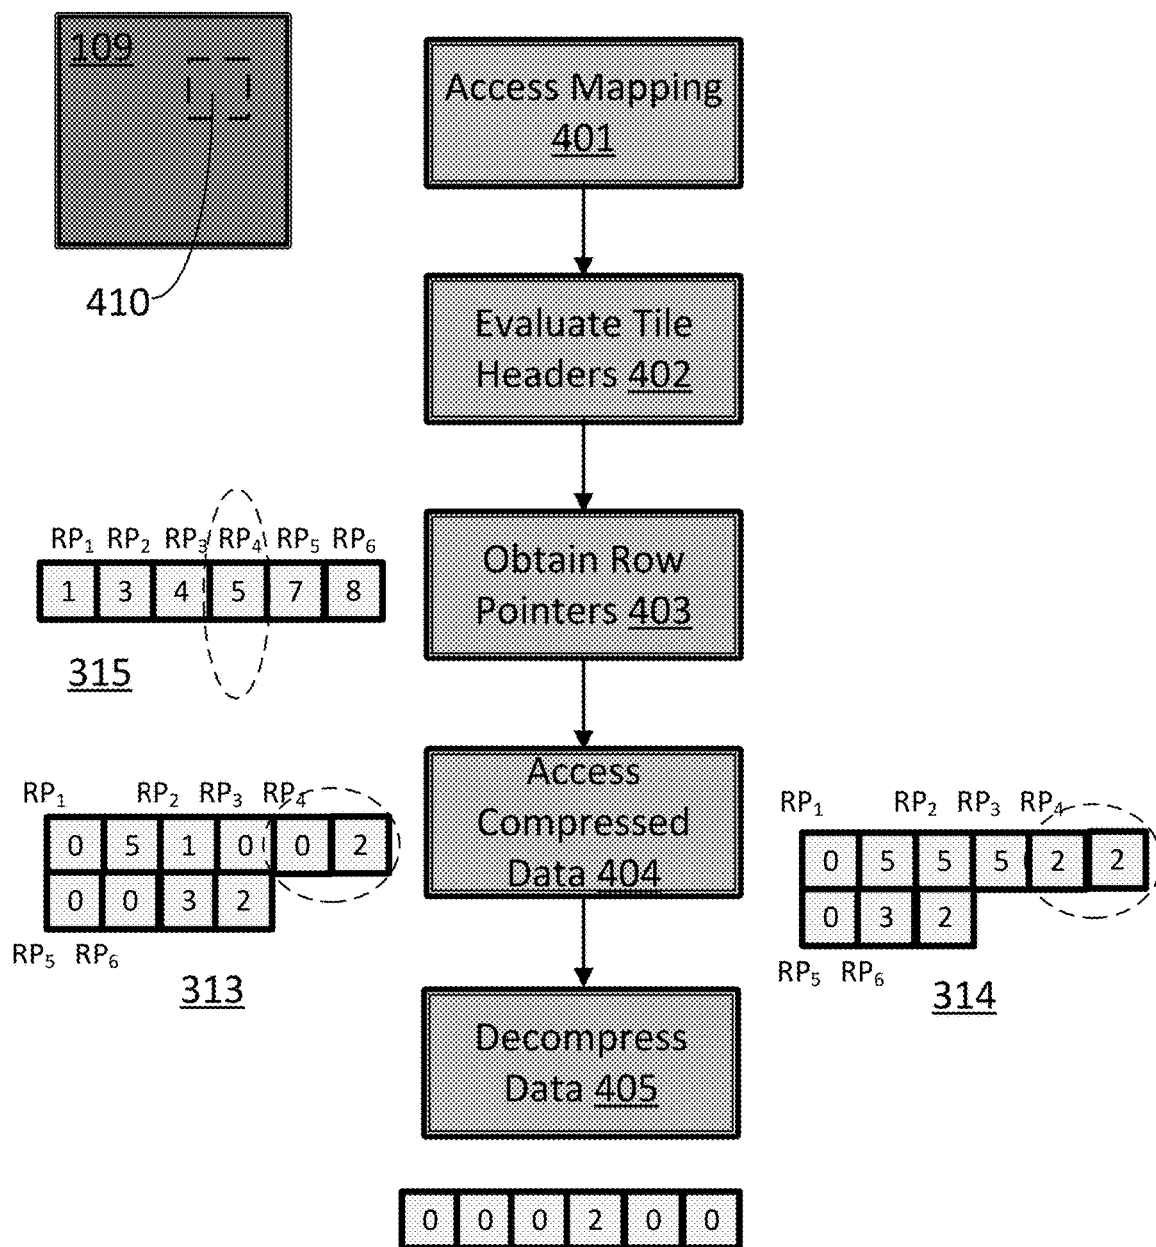 109
410
Access Mapping
401
Evaluate Tile
Headers 402
RP1 RP2 RP3 RP4 RP5 RP6
1 3 4 5 7 8
315
Obtain Row
Pointers 403
RP1 RP2 RP3 RP4
0 5 1 0 0 2
0 0 3 2
RP5 RP6
313
Access
Compressed
Data 404
RP1 RP2 RP3 RP4
0 5 5 5 2 2
0 3 2
RP5 RP6
314
Decompress
Data 405
0 0 0 2 0 0